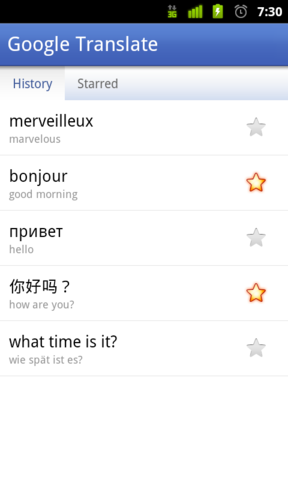 3G
7:30
Google Translate
History Starred
merveilleux
marvelous
bonjour
good morning
привет
hello
你好吗？
how are you?
what time is it?
wie spät ist es?